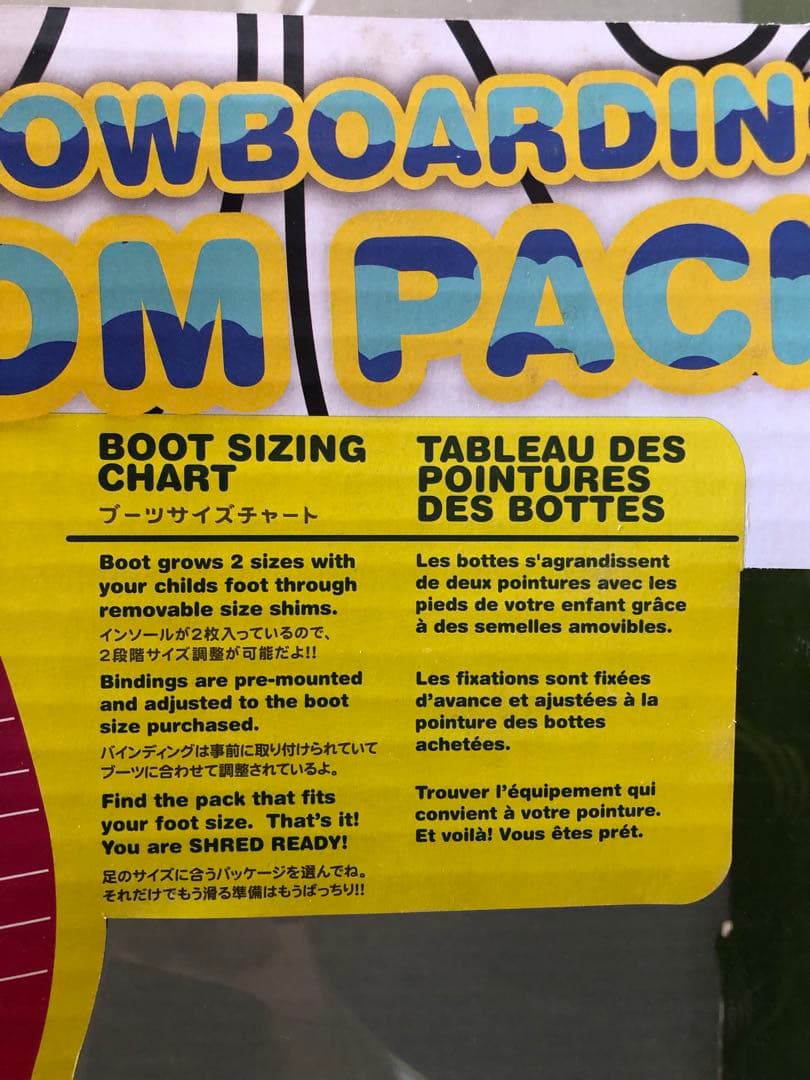 OWBOARDIN
OM PAC
BOOT SIZING
CHART
ブーツサイズチャート
Boot grows 2 sizes with
your childs foot through
removable size shims.
インソールが2枚入っているので、
2段階サイズ調整が可能だよ!!
Bindings are pre-mounted
and adjusted to the boot
size purchased.
バインディングは事前に取り付けられていて
ブーツに合わせて調整されているよ。
Find the pack that fits
your foot size. That's it!
You are SHRED READY!
足のサイズに合うパッケージを選んでね。
それだけでもう滑る準備はもうばっちり!!
TABLEAU DES
POINTURES
DES BOTTES
Les bottes s'agrandissent
de deux pointures avec les
pieds de votre enfant grâce
à des semelles amovibles.
Les fixations sont fixées
d'avance et ajustées à la
pointure des bottes
achetées.
Trouver l'équipement qui
convient à votre pointure.
Et voilà! Vous êtes prét.